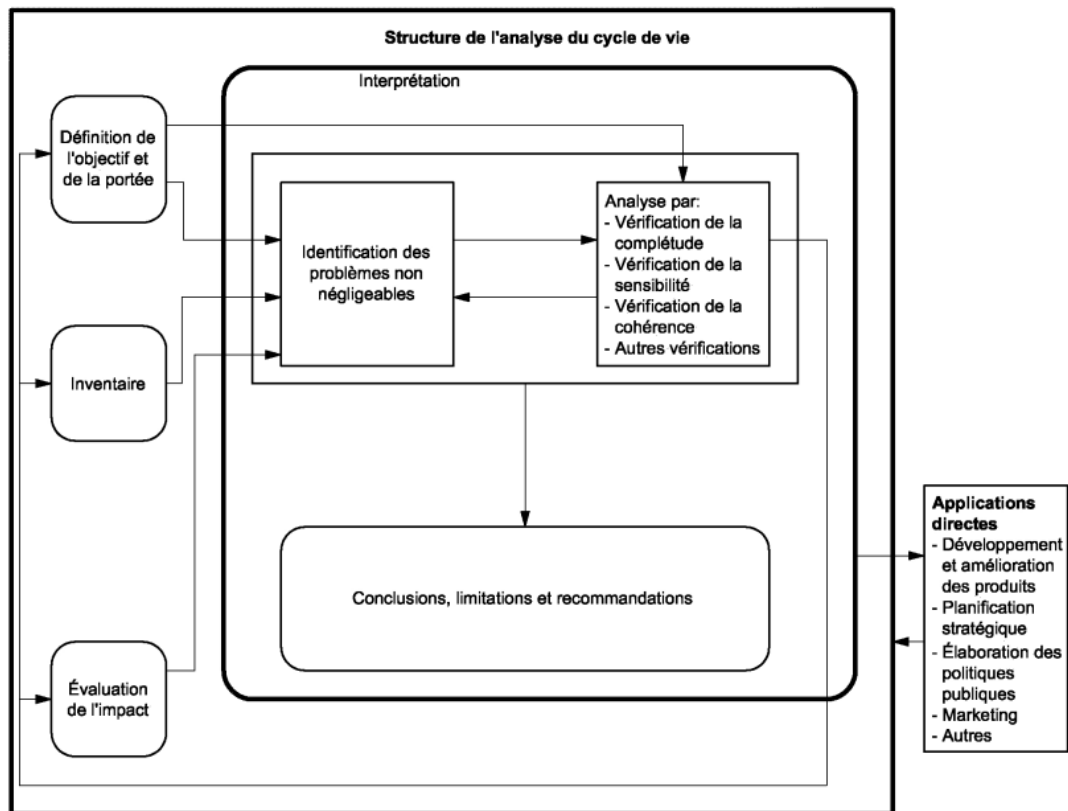 Structure de l'analyse du cycle de vie
Interprétation
Définition de
l'objectif et
de la portée
Identification des
problèmes non
négligeables
Analyse par:
- Vérification de la
complétude
- Vérification de la
sensibilité
- Vérification de la
cohérence
- Autres vérifications
Inventaire
Conclusions, limitations et recommandations
Évaluation
de l'impact
Applications
directes
- Développement
et amélioration
des produits
- Planification
stratégique
- Élaboration des
politiques
publiques
- Marketing
- Autres